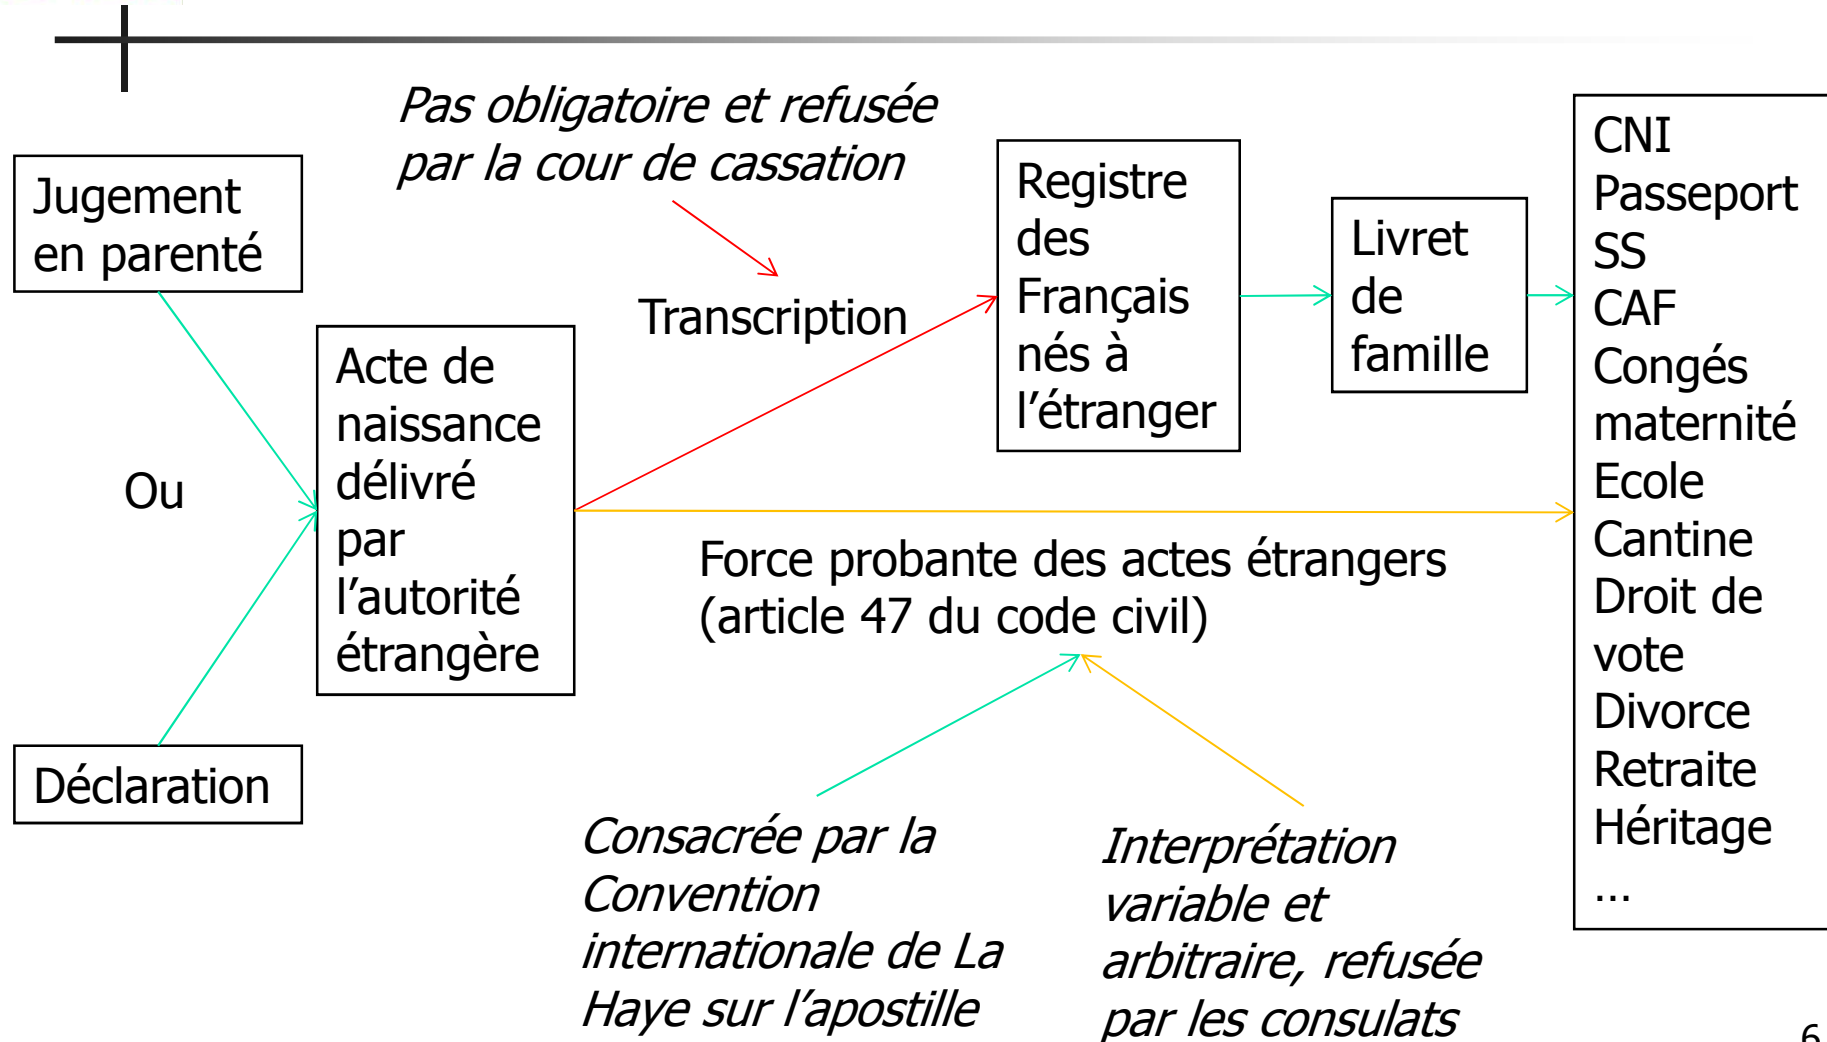 Pas obligatoire et refusée
par la cour de cassation
Jugement
en parenté
Ou
Déclaration
Acte de
naissance
délivré
par
l’autorité
étrangère
Transcription
Registre
des
Français
nés à
l’étranger
Livret
de
famille
Force probante des actes étrangers
(article 47 du code civil)
Consacrée par la
Convention
internationale de La
Haye sur l’apostille
Interprétation
variable et
arbitraire, refusée
par les consulats
CNI
Passeport
SS
CAF
Congés
maternité
Ecole
Cantine
Droit de
vote
Divorce
Retraite
Héritage
…
6